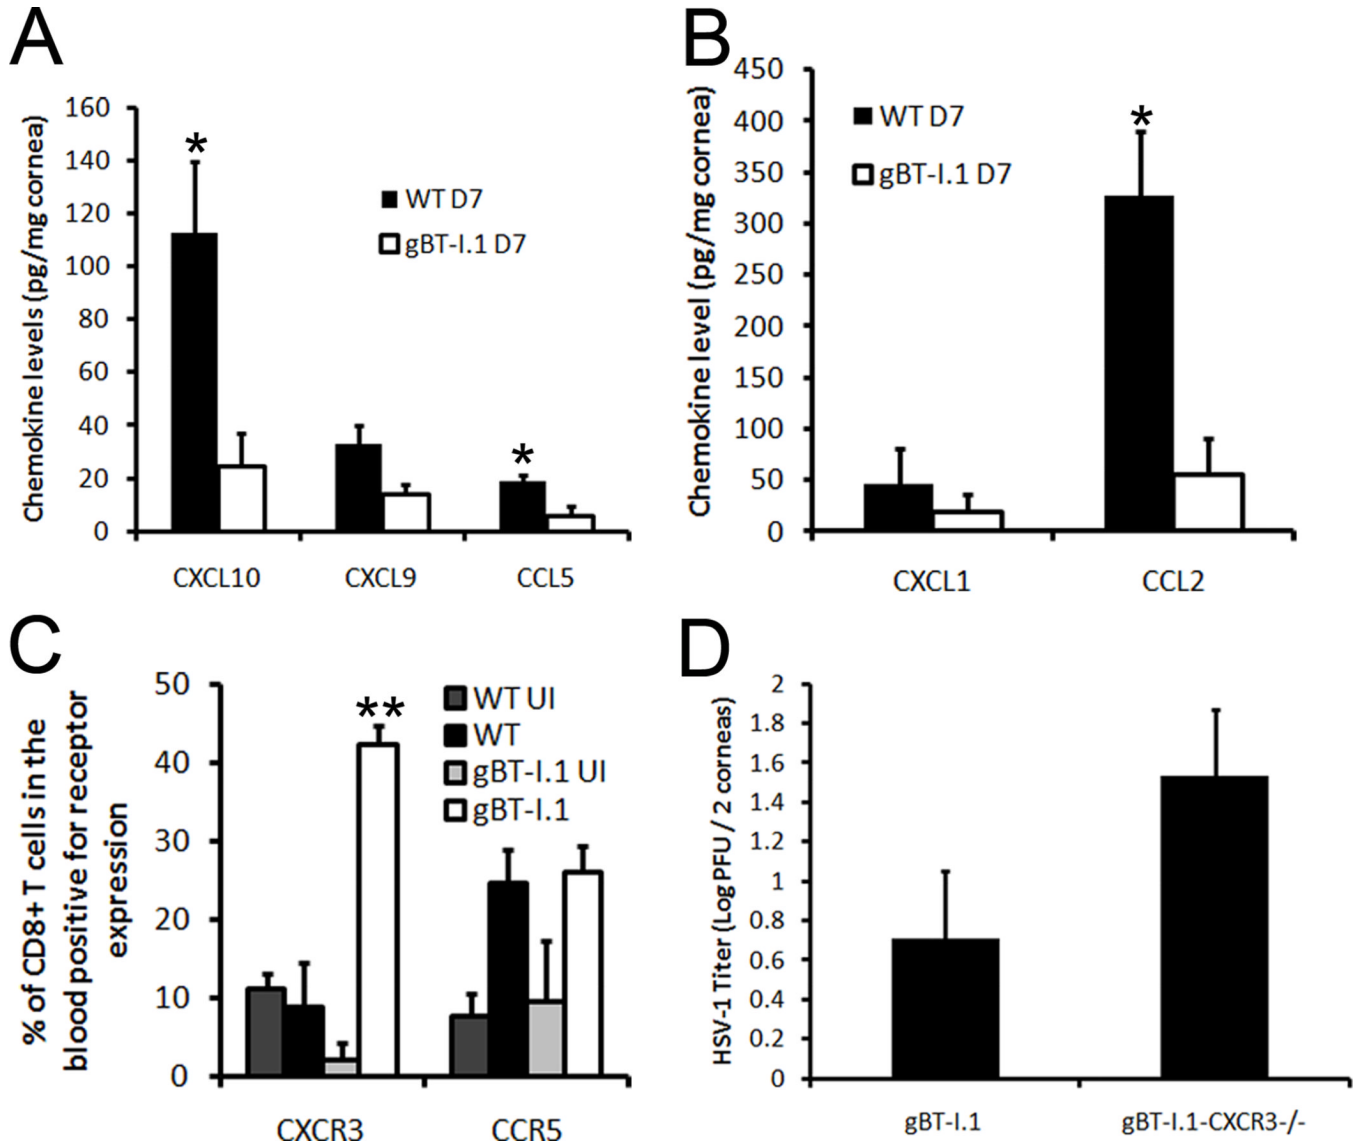 A
Chemokine levels (pg/mg cornea)
160
140
120
100
80
60
40
20
0
*
*
WT D7
gBT-I.1 D7
CXCL10 CXCL9 CCL5
B
Chemokine level (pg/mg cornea)
450
400
350
300
250
200
150
100
50
0
*
WT D7
gBT-I.1 D7
CXCL1 CCL2
C
% of CD8+ T cells in the
blood positive for receptor
expression
50
40
30
20
10
0
**
WT UI
WT
gBT-I.1 UI
gBT-I.1
CXCR3 CCR5
D
HSV-1 Titer (Log PFU / 2 corneas)
2
1.8
1.6
1.4
1.2
1
0.8
0.6
0.4
0.2
0
gBT-I.1 gBT-I.1-CXCR3-/-